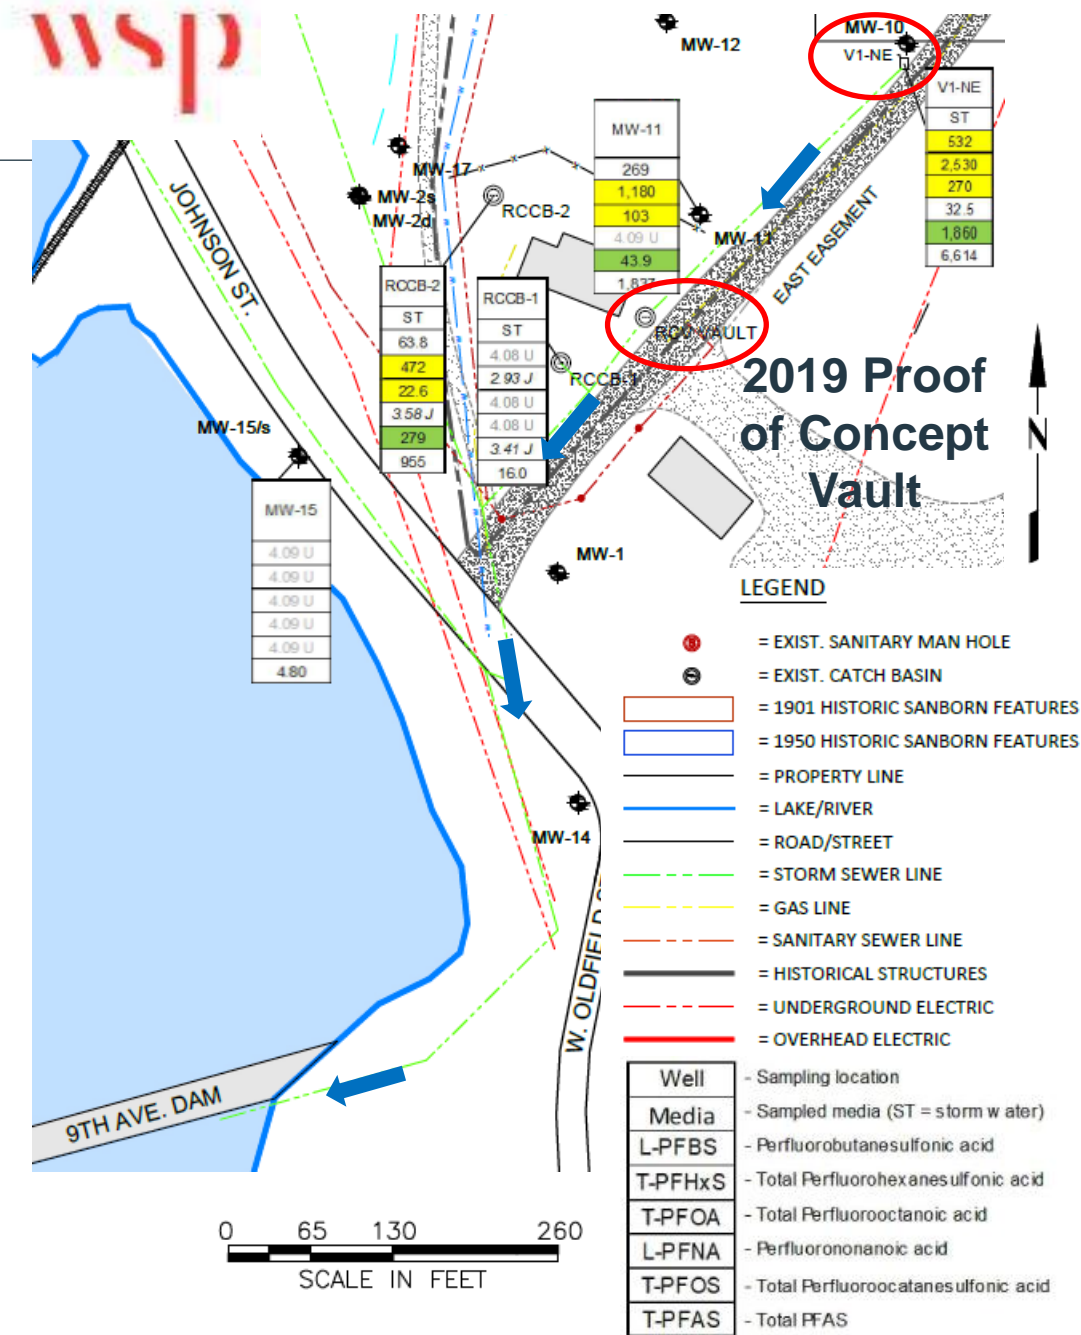 wsp
MW-12
MW-10
V1-NE
V1-NE
ST
532
2,530
270
32.5
1,860
6,614
MW-11
269
1,180
103
4.09 U
43.9
MW-17
MW-2s
MW-2d
RCCB-2
MW-11
JOHNSON ST.
EAST EASEMENT
RCCB-2
ST
63.8
472
22.6
3.58 J
279
955
RCCB-1
ST
4.08 U
2.93 J
4.08 U
4.08 U
3.41 J
16.0
VAULT
RCCB-1
2019 Proof
of Concept
Vault
N
MW-15/s
MW-15
4.09 U
4.09 U
4.09 U
4.09 U
4.09 U
4.80
MW-1
MW-14
W. OLDFIELD
9TH AVE. DAM
0 65 130 260
SCALE IN FEET
LEGEND
= EXIST. SANITARY MAN HOLE
= EXIST. CATCH BASIN
= 1901 HISTORIC SANBORN FEATURES
= 1950 HISTORIC SANBORN FEATURES
= PROPERTY LINE
= LAKE/RIVER
= ROAD/STREET
= STORM SEWER LINE
= GAS LINE
= SANITARY SEWER LINE
= HISTORICAL STRUCTURES
= UNDERGROUND ELECTRIC
= OVERHEAD ELECTRIC
Well - Sampling location
Media - Sampled media (ST = storm water)
L-PFBS - Perfluorobutanesulfonic acid
T-PFHxS - Total Perfluorohexanesulfonic acid
T-PFOA - Total Perfluorooctanoic acid
L-PFNA - Perfluorononanoic acid
T-PFOS - Total Perfluoroocatanesulfonic acid
T-PFAS - Total PFAS